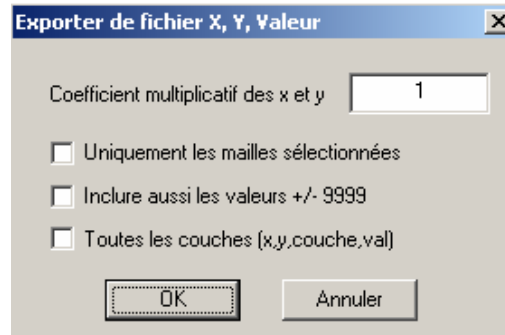 Exporter de fichier X, Y, Valeur
Coefficient multiplicatif des x et y 1
Uniquement les mailles sélectionnées
Inclure aussi les valeurs +/- 9999
Toutes les couches (x,y,couche,val)
OK Annuler